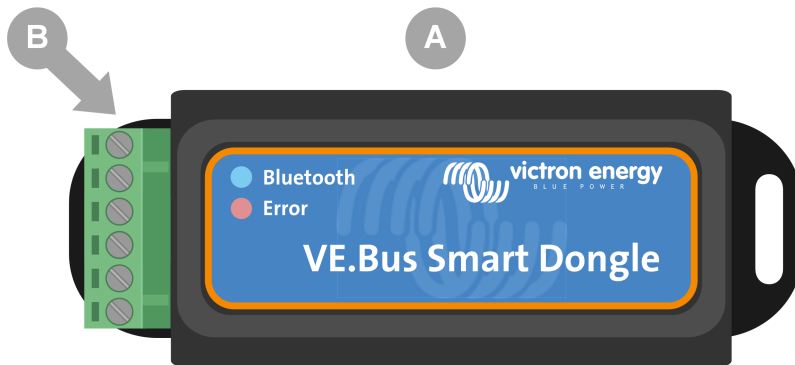 B
A
Bluetooth
Error
victron energy
BLUE POWER
VE.Bus Smart Dongle